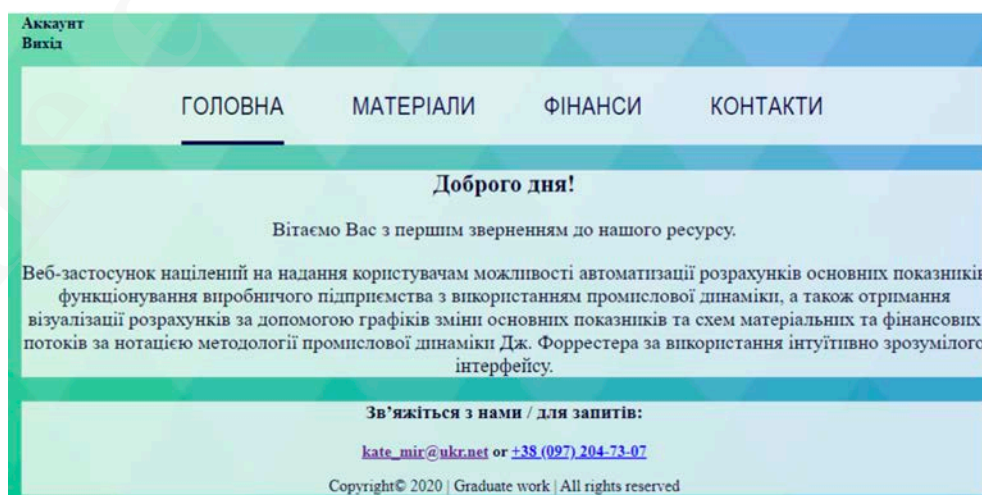 Аккаунт
Вихід
ГОЛОВНА МАТЕРІАЛИ ФІНАНСИ КОНТАКТИ
Доброго дня!
Вітаємо Вас з першим зверненням до нашого ресурсу.
Веб-застосунок націлений на надання користувачам можливості автоматизації розрахунків основних показників
функціонування виробничого підприємства з використанням промислової динаміки, а також отримання
візуалізації розрахунків за допомогою графіків зміни основних показників та схем матеріальних та фінансових
потоків за нотацією методології промислової динаміки Дж. Форрестера за використання інтуїтивно зрозумілого
інтерфейсу.
Зв’яжіться з нами / для запитів:
kate_mir@ukr.net or +38 (097) 204-73-07
Copyright© 2020 | Graduate work | All rights reserved